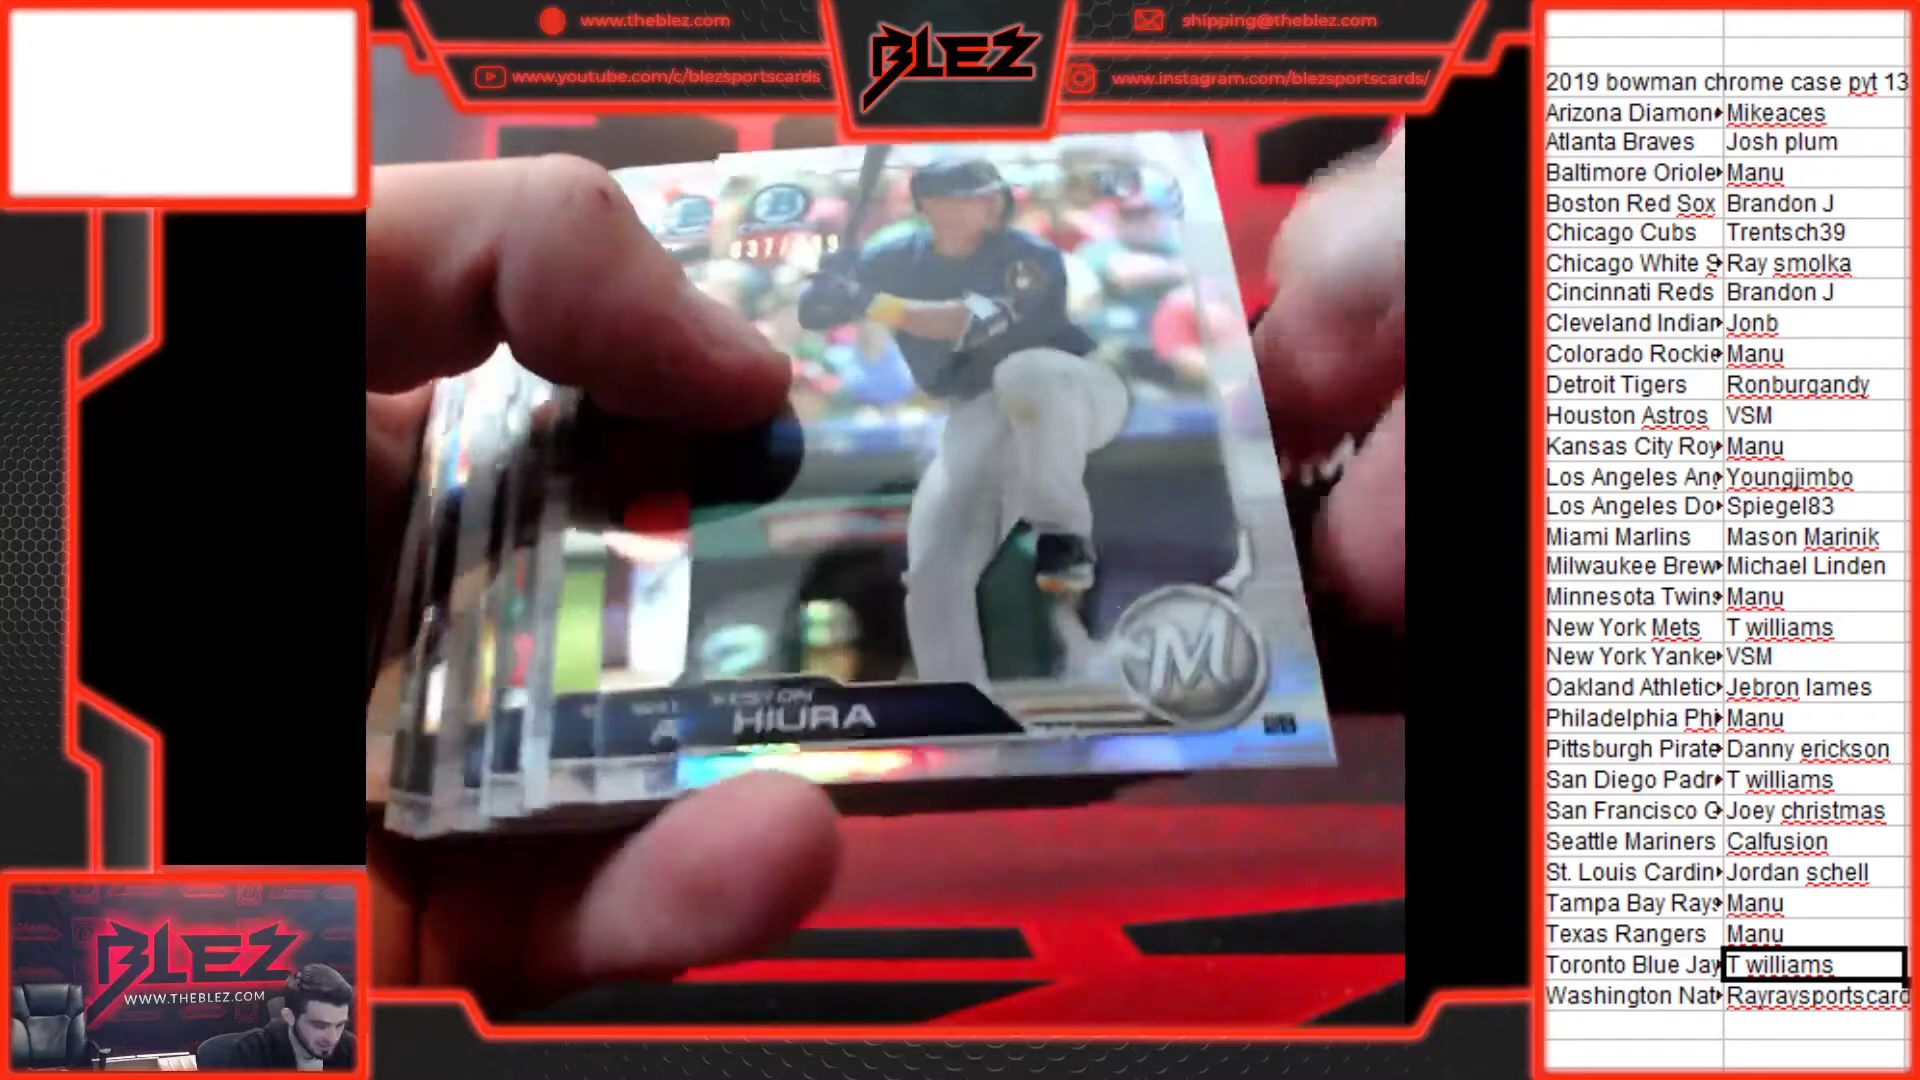 www.theblez.com
shipping@theblez.com
BLEZ
www.youtube.com/c/blezsportscards
www.instagram.com/blezsportscards/
2019 bowman chrome case pyt 13
Arizona Diamon Mikeaces
Atlanta Braves Josh plum
Baltimore Oriole Manu
Boston Red Sox Brandon J
Chicago Cubs Trentsch39
Chicago White S Ray smolka
Cincinnati Reds Brandon J
Cleveland Indian Jonb
Colorado Rockie Manu
Detroit Tigers Ronburgandy
Houston Astros VSM
Kansas City Roy Manu
Los Angeles Ang Youngjimbo
Los Angeles Do Spiegel83
Miami Marlins Mason Marinik
Milwaukee Brew Michael Linden
Minnesota Twins Manu
New York Mets T williams
New York Yanke VSM
Oakland Athletic Jebron lames
Philadelphia Phi Manu
Pittsburgh Pirate Danny erickson
San Diego Padr T williams
San Francisco G Joey christmas
Seattle Mariners Calfusion
St. Louis Cardin Jordan schell
Tampa Bay Rays Manu
Texas Rangers Manu
Toronto Blue Jay T williams
Washington Nat Rayraysportscard
KESTON
HIURA
M
BLEZ
WWW.THEBLEZ.COM